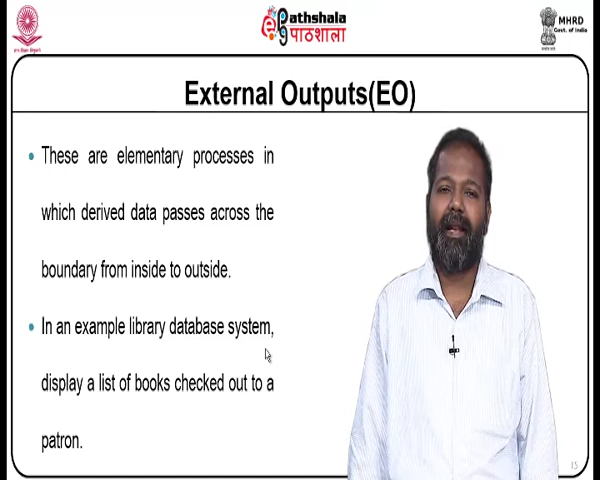 ePathshala
पाठशाला
MHRD
Govt. of India
External Outputs(EO)
• These are elementary processes in
which derived data passes across the
boundary from inside to outside.
• In an example library database system,
display a list of books checked out to a
patron.
15